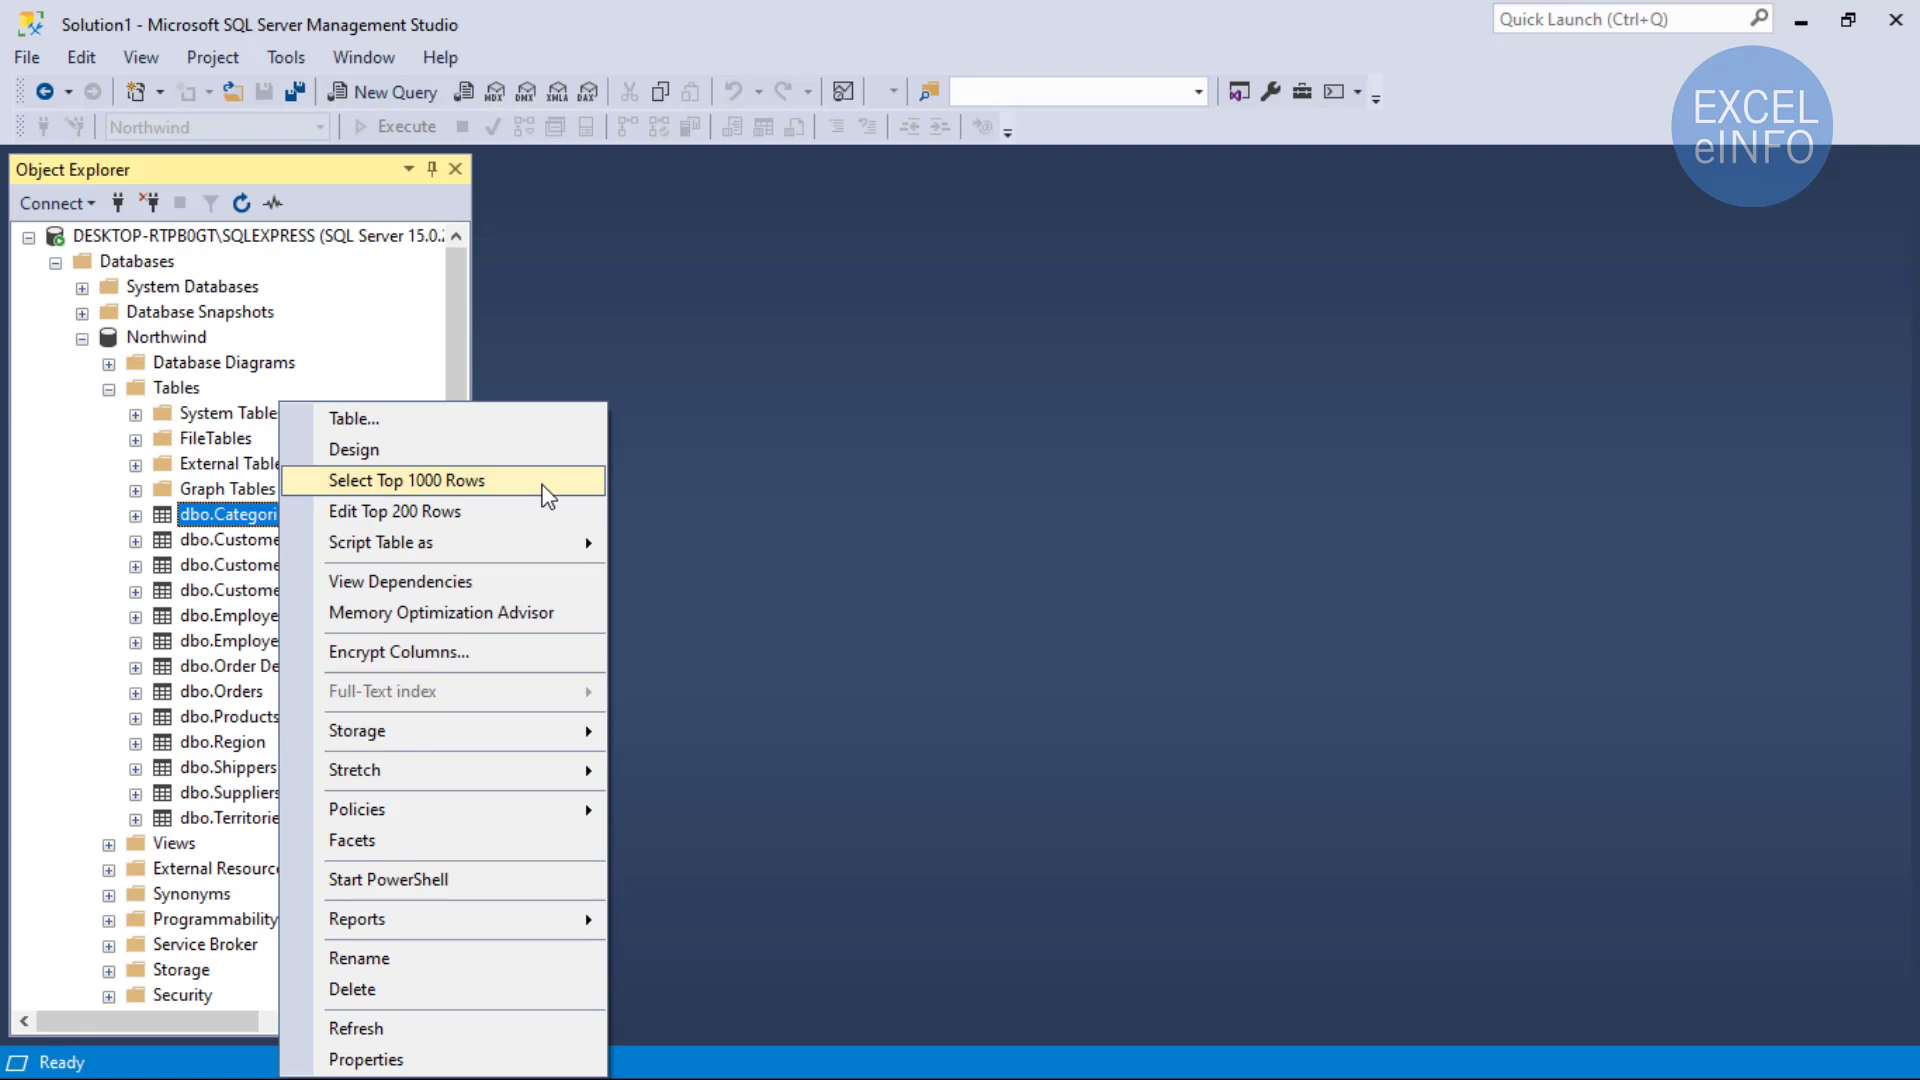 Solution1 - Microsoft SQL Server Management Studio
Quick Launch (Ctrl+Q)
File Edit View Project Tools Window Help
New Query MDX DMX XMLA DAX
Northwind Execute
EXCEL
eINFO
Object Explorer
Connect
DESKTOP-RTPB0GT\SQLEXPRESS (SQL Server 15.0.2
Databases
System Databases
Database Snapshots
Northwind
Database Diagrams
Tables
System Table
FileTables
External Table
Graph Tables
dbo.Categori
dbo.Custome
dbo.Custome
dbo.Custome
dbo.Employe
dbo.Employe
dbo.Order De
dbo.Orders
dbo.Products
dbo.Region
dbo.Shippers
dbo.Suppliers
dbo.Territorie
Views
External Resourc
Synonyms
Programmability
Service Broker
Storage
Security
Table...
Design
Select Top 1000 Rows
Edit Top 200 Rows
Script Table as
View Dependencies
Memory Optimization Advisor
Encrypt Columns...
Full-Text index
Storage
Stretch
Policies
Facets
Start PowerShell
Reports
Rename
Delete
Refresh
Properties
Ready